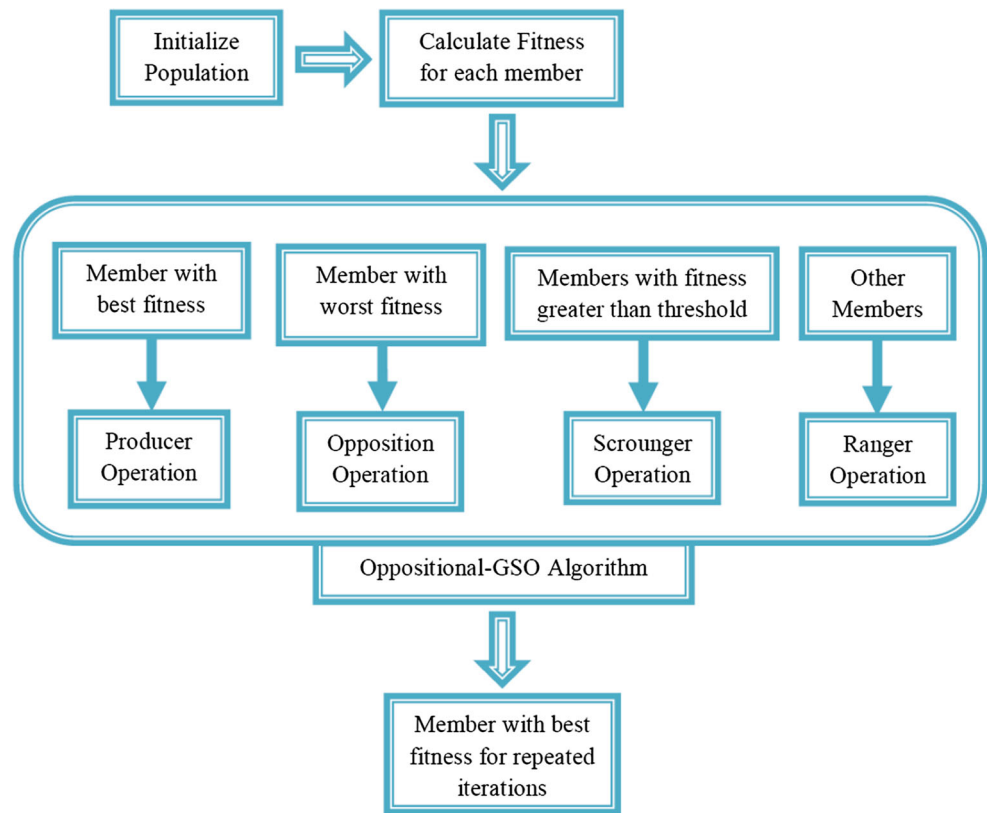 Initialize
Population
Calculate Fitness
for each member
Member with
best fitness
Member with
worst fitness
Members with fitness
greater than threshold
Other
Members
Producer
Operation
Opposition
Operation
Scrounger
Operation
Ranger
Operation
Oppositional-GSO Algorithm
Member with best
fitness for repeated
iterations